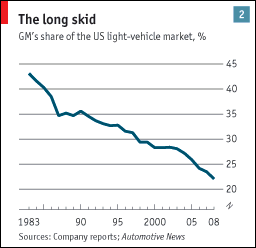 2
The long skid
GM's share of the US light-vehicle market, %
45
40
35
30
25
20
1983 90 95 2000 05 08
Sources: Company reports; Automotive News